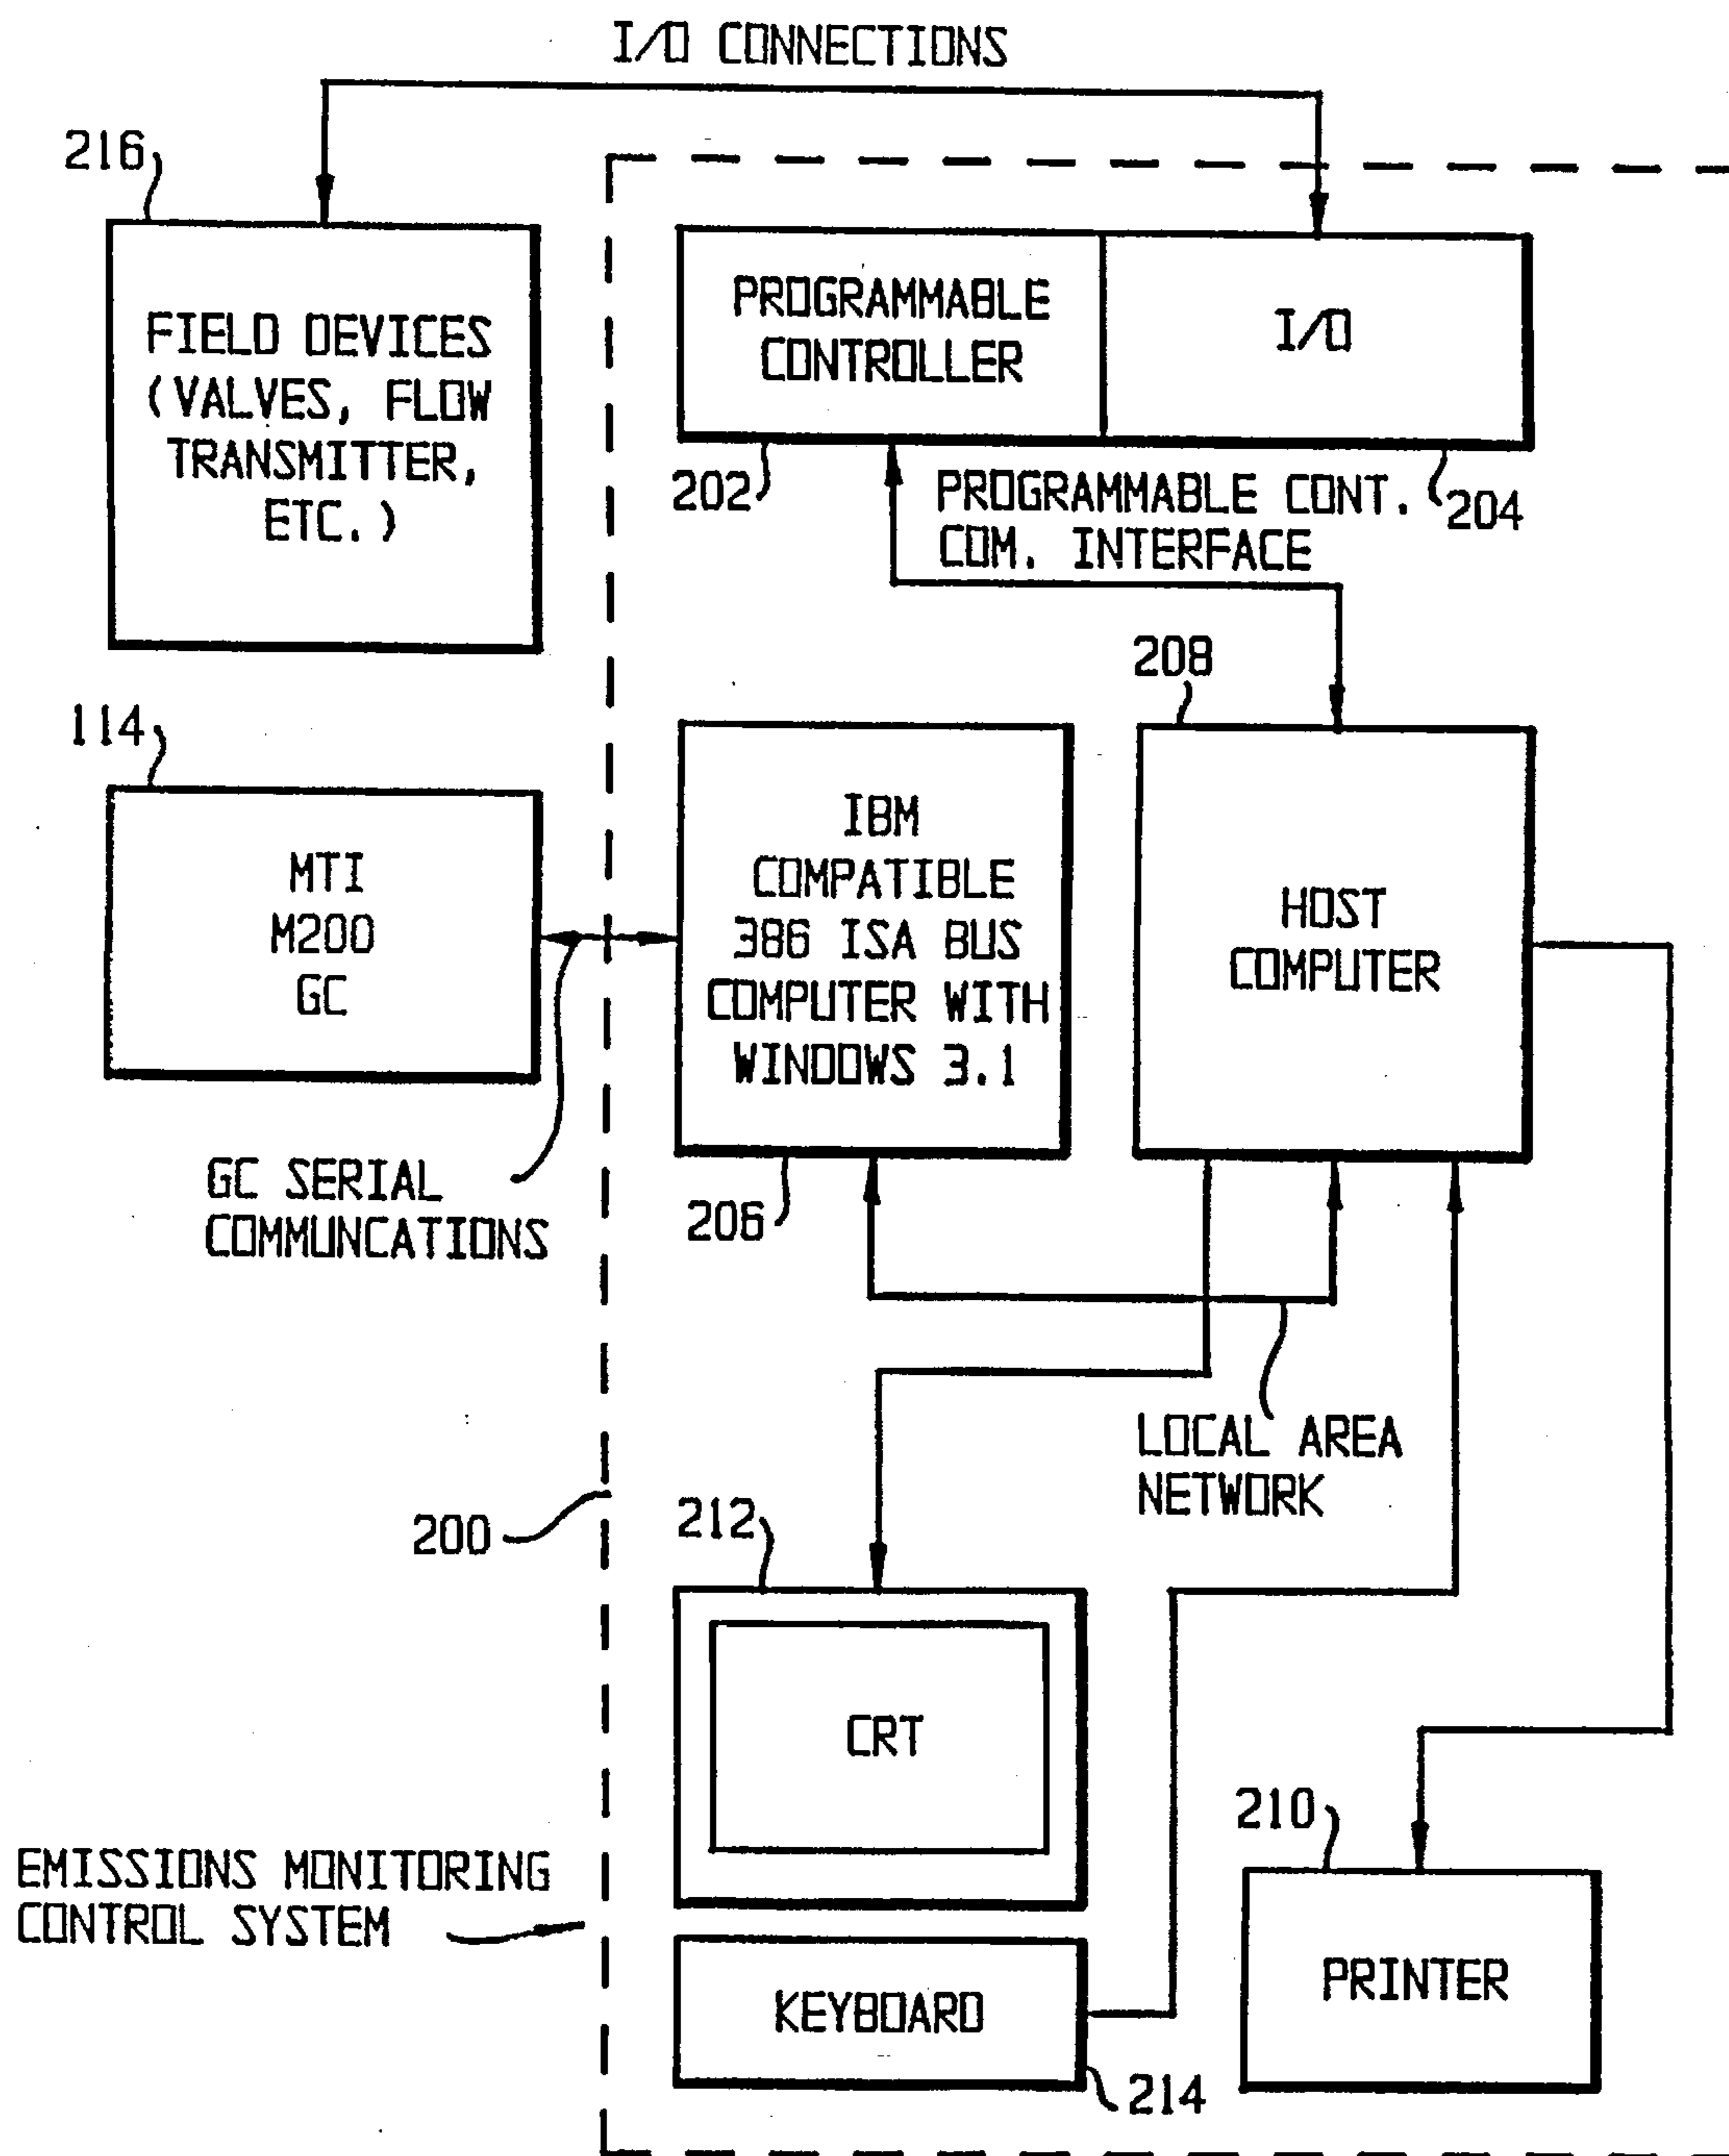 I/O CONNECTIONS
216
FIELD DEVICES
(VALVES, FLOW
TRANSMITTER,
ETC.)
PROGRAMMABLE
CONTROLLER
I/O
202
PROGRAMMABLE CONT.
COM. INTERFACE
204
208
114
MTI
M200
GC
IBM
COMPATIBLE
386 ISA BUS
COMPUTER WITH
WINDOWS 3.1
HOST
COMPUTER
GC SERIAL
COMMUNCATIONS
206
LOCAL AREA
NETWORK
200
212
CRT
210
EMISSIONS MONITORING
CONTROL SYSTEM
PRINTER
KEYBOARD
214